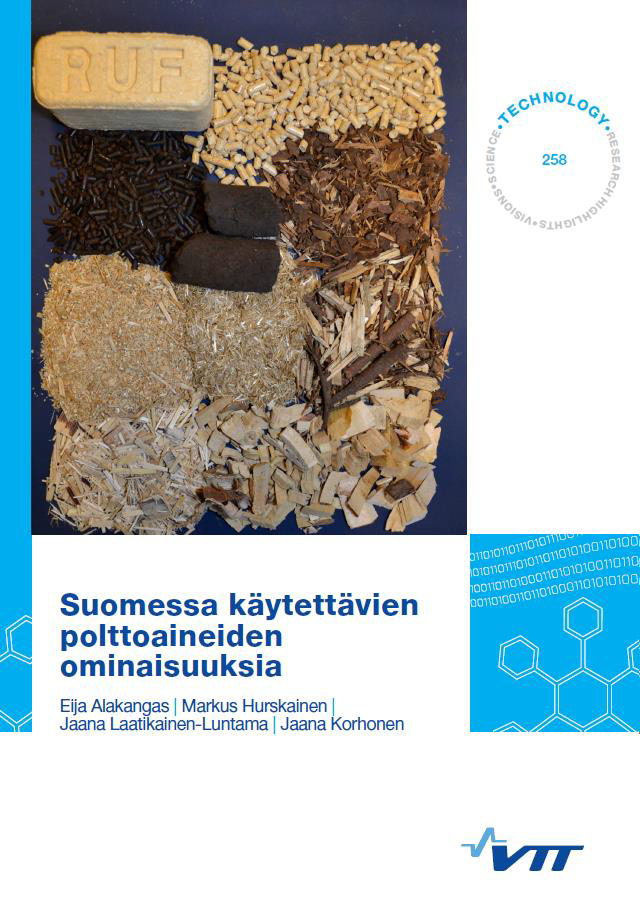 RUF
•TECHNOLOGY•RESEARCH HIGHLIGHTS•VISIONS•SCIENCE
258
Suomessa käytettävien
polttoaineiden
ominaisuuksia
Eija Alakangas | Markus Hurskainen |
Jaana Laatikainen-Luntama | Jaana Korhonen
VTT